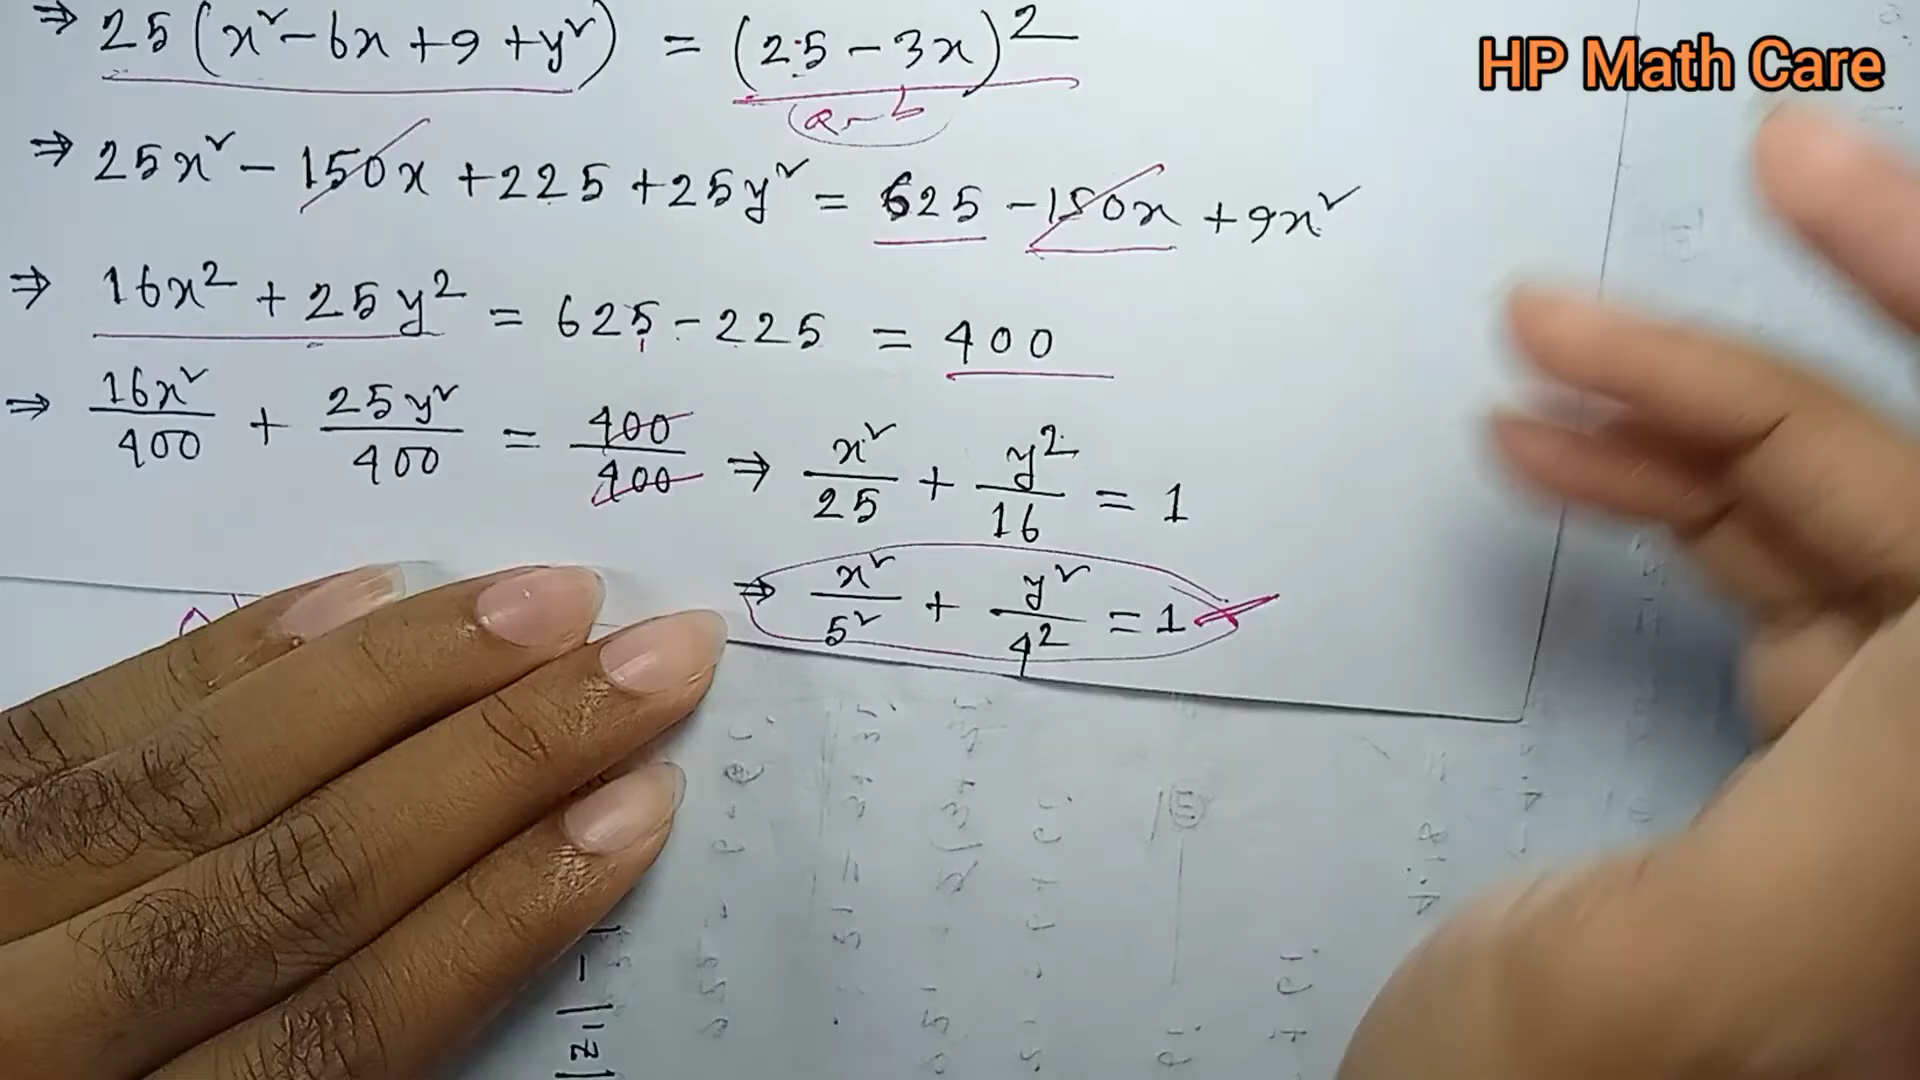 ⇒ 25(x² - 6x + 9 + y²) = (25 - 3x)²
HP Math Care
a - b
⇒ 25x² - 150x + 225 + 25y² = 625 - 150x + 9x²
⇒ 16x² + 25y² = 625 - 225 = 400
⇒ 16x²/400 + 25y²/400 = 400/400 ⇒ x²/25 + y²/16 = 1
⇒ x²/5² + y²/4² = 1